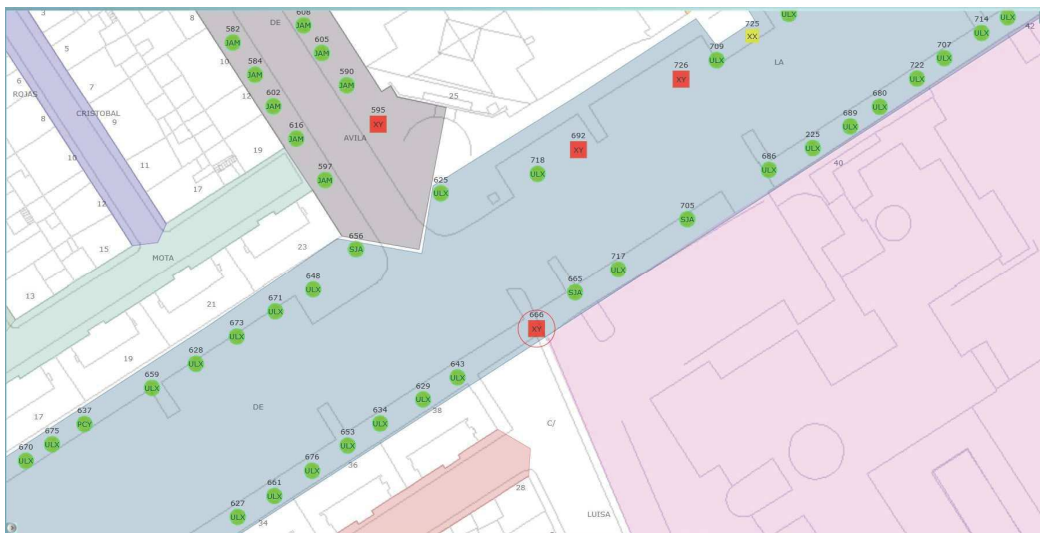 3
8
DE
608
JAM
582
JAM
605
JAM
5
10
584
JAM
590
JAM
6
7
ROJAS
CRISTOBAL
9
8
12
602
JAM
595
XY
25
616
JAM
AVILA
10
11
19
597
JAM
17
12
15
MOTA
13
23
21
19
17
656
SJA
648
ULX
671
ULX
673
ULX
628
ULX
659
ULX
637
PCY
675
ULX
670
ULX
DE
625
ULX
718
ULX
692
XY
726
XY
709
ULX
725
XX
ULX
LA
714
ULX
ULX
42
707
ULX
722
ULX
680
ULX
689
ULX
225
ULX
40
686
ULX
705
SJA
717
ULX
665
SJA
666
XY
643
ULX
629
ULX
38
634
ULX
653
ULX
36
676
ULX
661
ULX
627
ULX
34
28
C/
LUISA